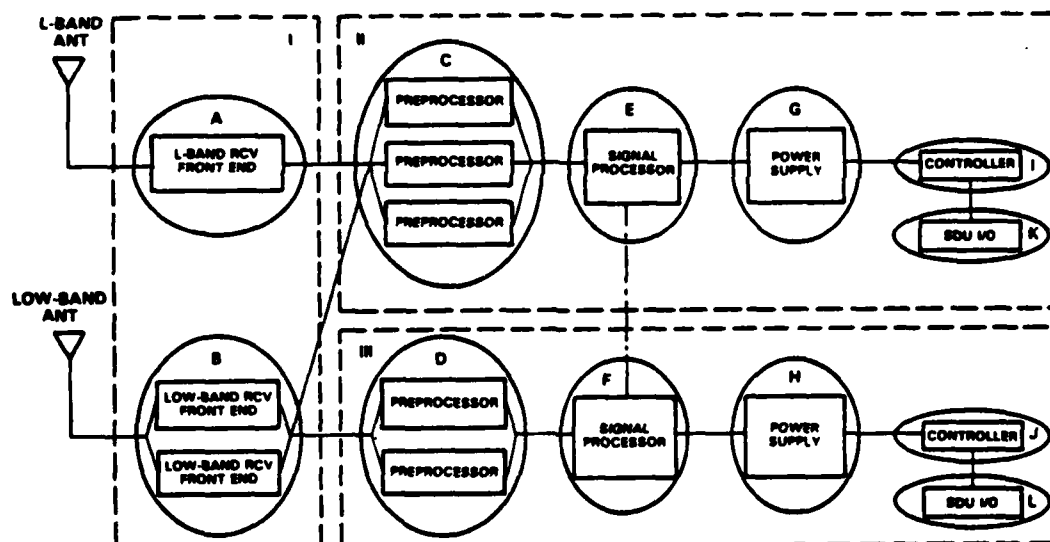 L-BAND
ANT
I
II
C
PREPROCESSOR
PREPROCESSOR
PREPROCESSOR
A
L-BAND RCV
FRONT END
E
SIGNAL
PROCESSOR
G
POWER
SUPPLY
CONTROLLER
I
SDU I/O
K
LOW-BAND
ANT
B
LOW-BAND RCV
FRONT END
LOW-BAND RCV
FRONT END
III
D
PREPROCESSOR
PREPROCESSOR
F
SIGNAL
PROCESSOR
H
POWER
SUPPLY
CONTROLLER
J
SDU I/O
L